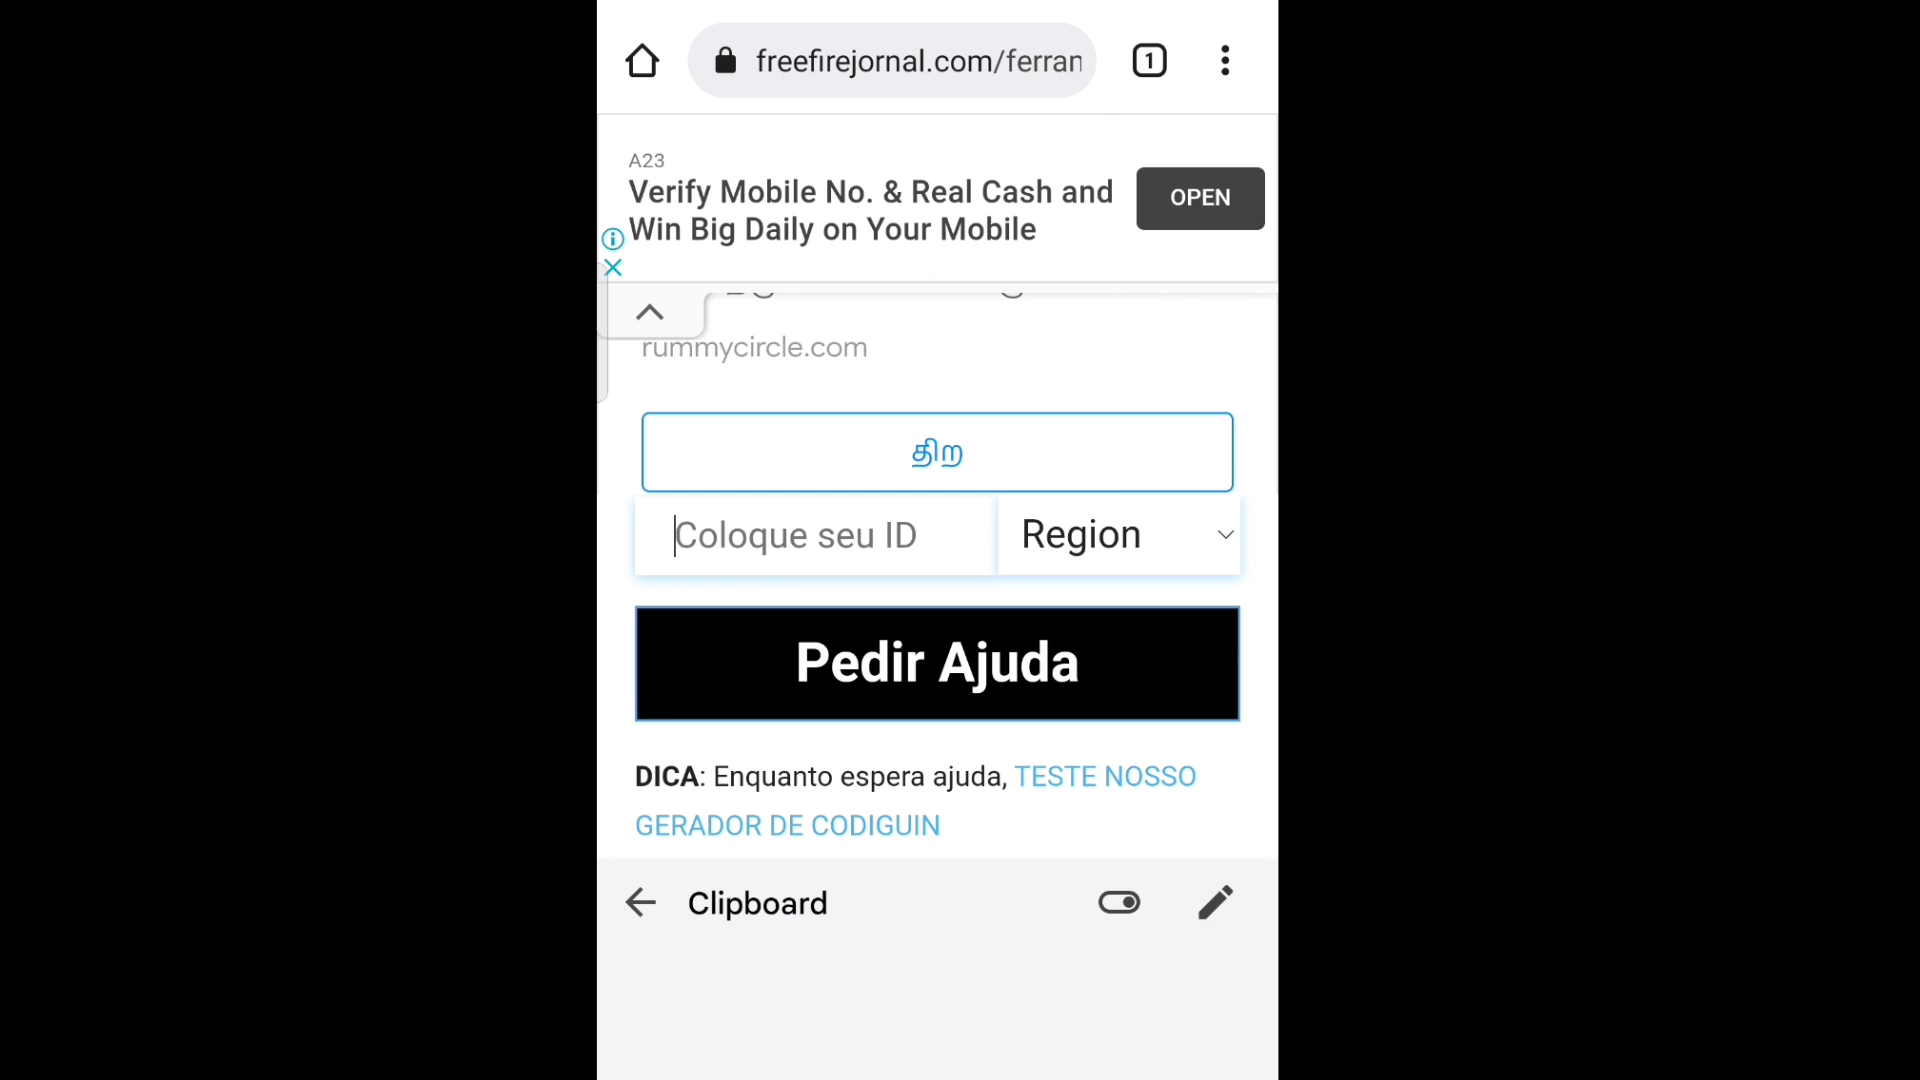 freefirejornal.com/ferran
1
A23
Verify Mobile No. & Real Cash and
Win Big Daily on Your Mobile
OPEN
rummycircle.com
திற
Coloque seu ID
Region
Pedir Ajuda
DICA: Enquanto espera ajuda, TESTE NOSSO
GERADOR DE CODIGUIN
Clipboard